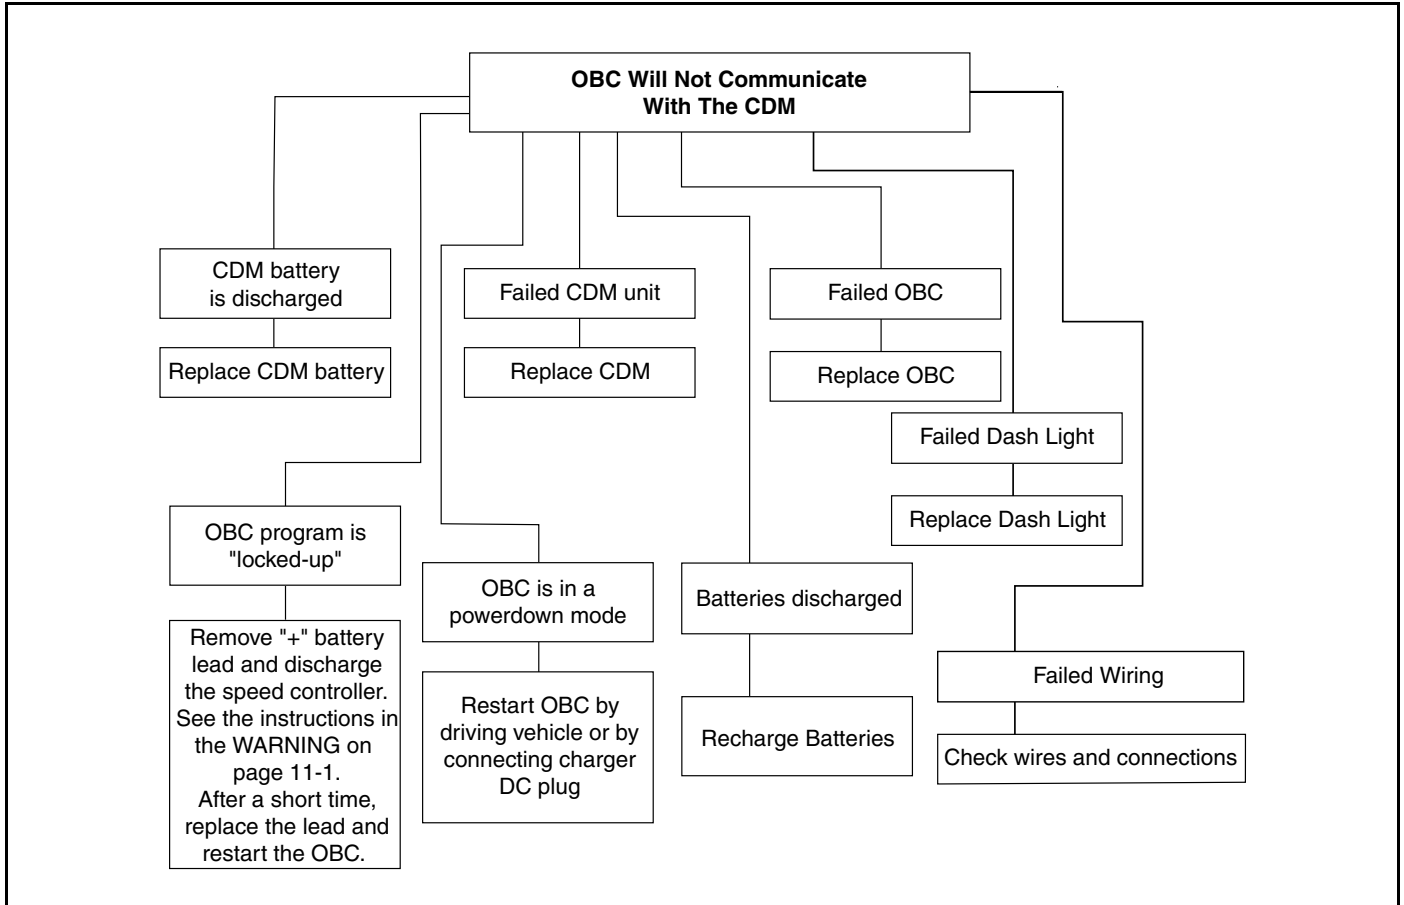 OBC Will Not Communicate
With The CDM
CDM battery
is discharged
Replace CDM battery
Failed CDM unit
Replace CDM
Failed OBC
Replace OBC
Failed Dash Light
Replace Dash Light
OBC program is
"locked-up"
Remove "+" battery
lead and discharge
the speed controller.
See the instructions in
the WARNING on
page 11-1.
After a short time,
replace the lead and
restart the OBC.
OBC is in a
powerdown mode
Restart OBC by
driving vehicle or by
connecting charger
DC plug
Batteries discharged
Recharge Batteries
Failed Wiring
Check wires and connections